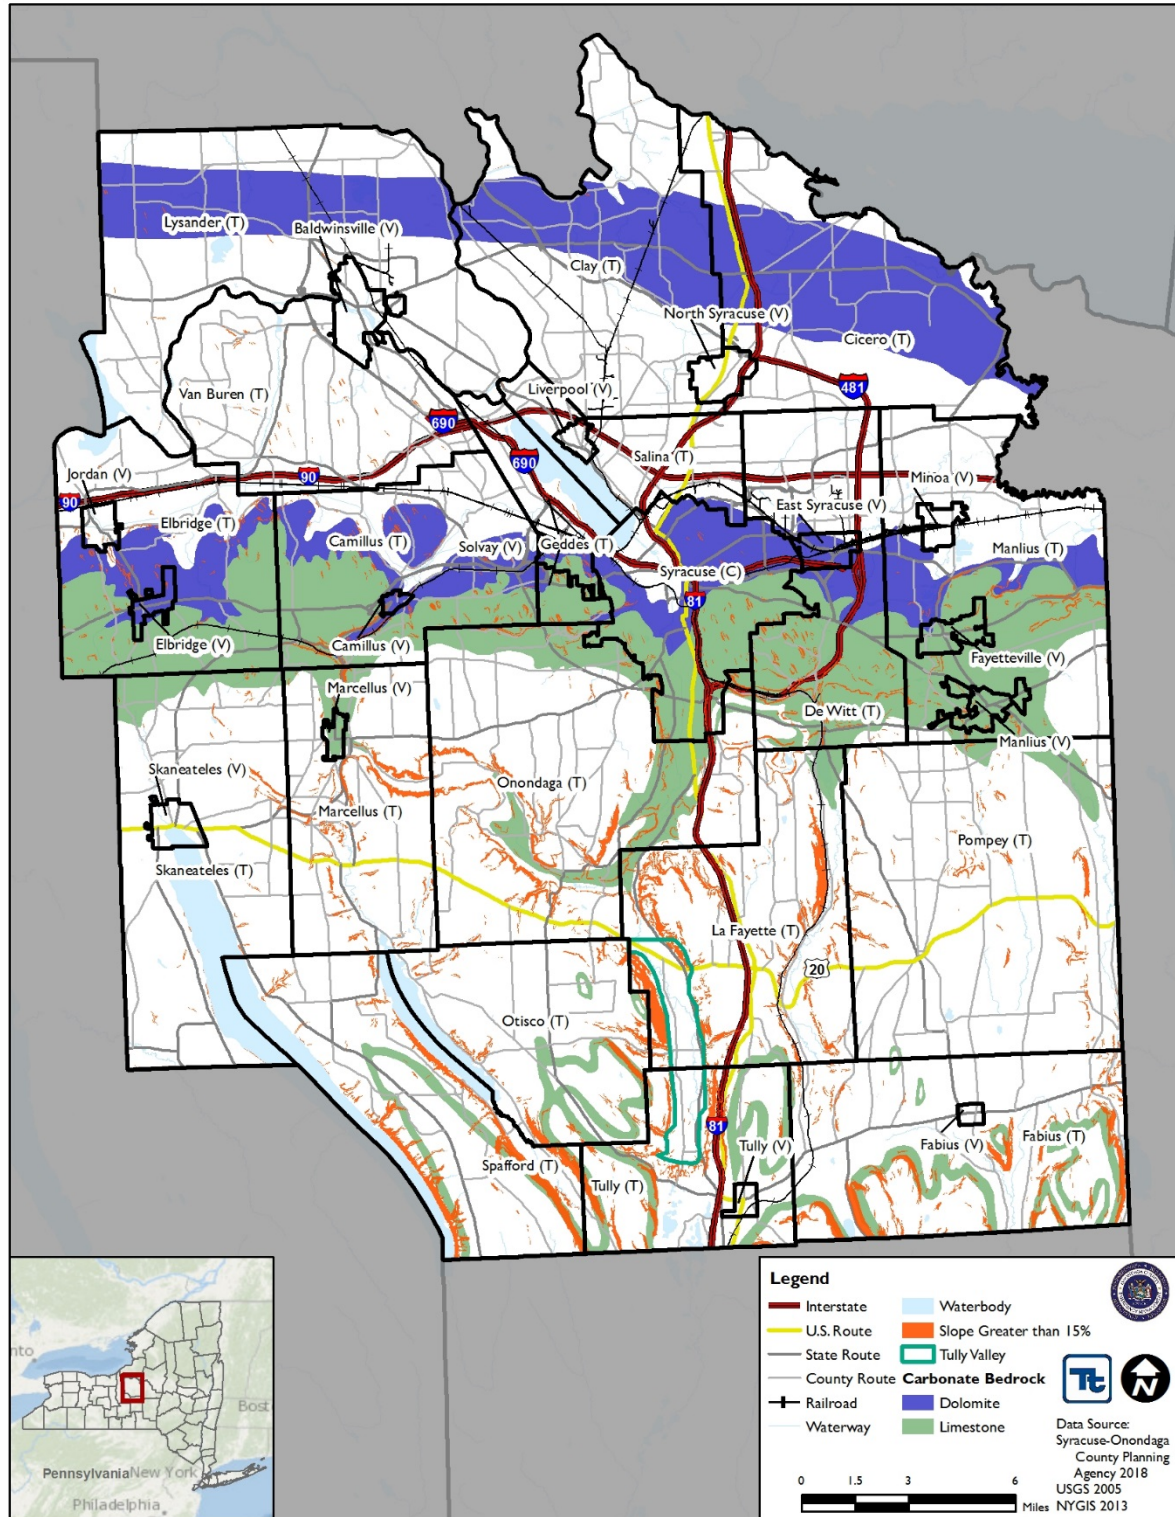 Lysander (T)
Baldwinsville (V)
Clay (T)
North Syracuse (V)
Cicero (T)
481
Van Buren (T)
Liverpool (V)
690
690
Salina (T)
Jordan (V)
90
90
Minoa (V)
East Syracuse (V)
Elbridge (T)
Camillus (T)
Solvay (V)
Geddes (T)
Manlius (T)
Syracuse (C)
81
Elbridge (V)
Camillus (V)
Fayetteville (V)
Marcellus (V)
De Witt (T)
Manlius (V)
Skaneateles (V)
Onondaga (T)
Marcellus (T)
Pompey (T)
Skaneateles (T)
La Fayette (T)
20
Otisco (T)
81
Tully (V)
Fabius (V)
Fabius (T)
Spafford (T)
Tully (T)
Legend
Interstate
U.S. Route
State Route
County Route
Railroad
Waterway
Waterbody
Slope Greater than 15%
Tully Valley
Carbonate Bedrock
Dolomite
Limestone
Tt
N
Data Source:
Syracuse-Onondaga
County Planning
Agency 2018
USGS 2005
NYGIS 2013
0 1.5 3 6
Miles
nto
Bost
Pennsylvania
New York
Philadelphia